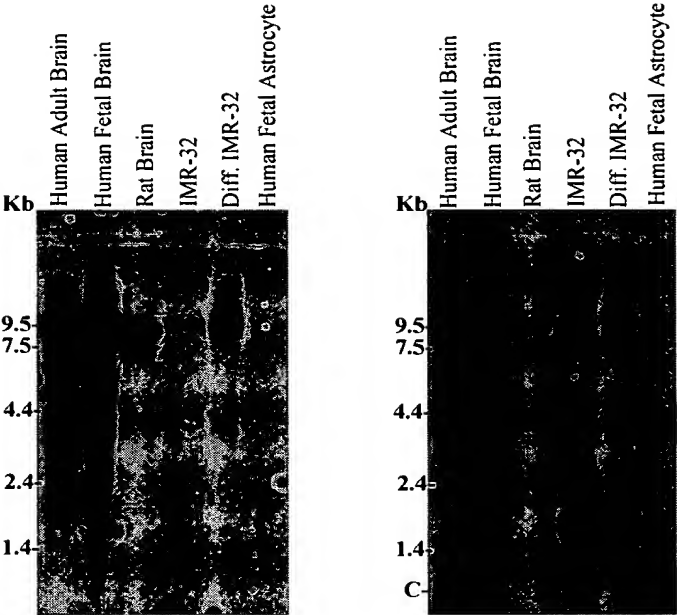 Human Adult Brain
Human Fetal Brain
Rat Brain
IMR-32
Diff. IMR-32
Human Fetal Astrocyte
Kb
9.5-
7.5-
4.4-
2.4-
1.4-
Human Adult Brain
Human Fetal Brain
Rat Brain
IMR-32
Diff. IMR-32
Human Fetal Astrocyte
Kb
9.5-
7.5-
4.4-
2.4-
1.4-
C-